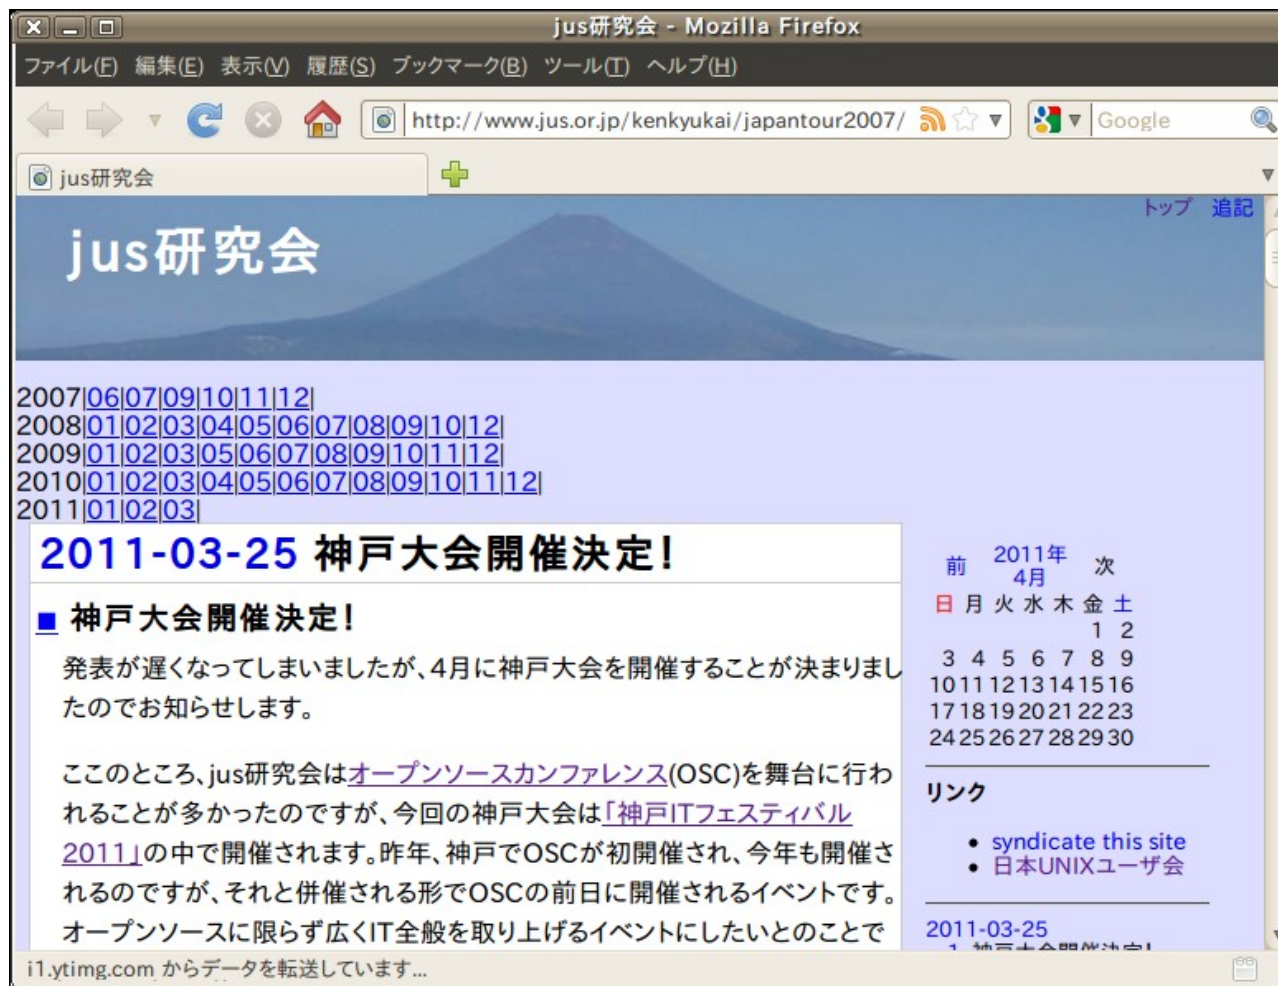 jus研究会 - Mozilla Firefox
ファイル(F) 編集(E) 表示(V) 履歴(S) ブックマーク(B) ツール(T) ヘルプ(H)
http://www.jus.or.jp/kenkyukai/japantour2007/ Google
jus研究会
トップ 追記
jus研究会
2007|06|07|09|10|11|12|
2008|01|02|03|04|05|06|07|08|09|10|12|
2009|01|02|03|05|06|07|08|09|10|11|12|
2010|01|02|03|04|05|06|07|08|09|10|11|12|
2011|01|02|03|
2011-03-25 神戸大会開催決定！
■ 神戸大会開催決定！
発表が遅くなってしまいましたが、4月に神戸大会を開催することが決まりまし
たのでお知らせします。
ここのところ、jus研究会はオープンソースカンファレンス(OSC)を舞台に行わ
れることが多かったのですが、今回の神戸大会は「神戸ITフェスティバル
2011」の中で開催されます。昨年、神戸でOSCが初開催され、今年も開催さ
れるのですが、それと併催される形でOSCの前日に開催されるイベントです。
オープンソースに限らず広くIT全般を取り上げるイベントにしたいとのことで
前 2011年 4月 次
日 月 火 水 木 金 土
1 2
3 4 5 6 7 8 9
10 11 12 13 14 15 16
17 18 19 20 21 22 23
24 25 26 27 28 29 30
リンク
syndicate this site
日本UNIXユーザ会
2011-03-25
1. 神戸大会開催決定！
i1.ytimg.com からデータを転送しています...